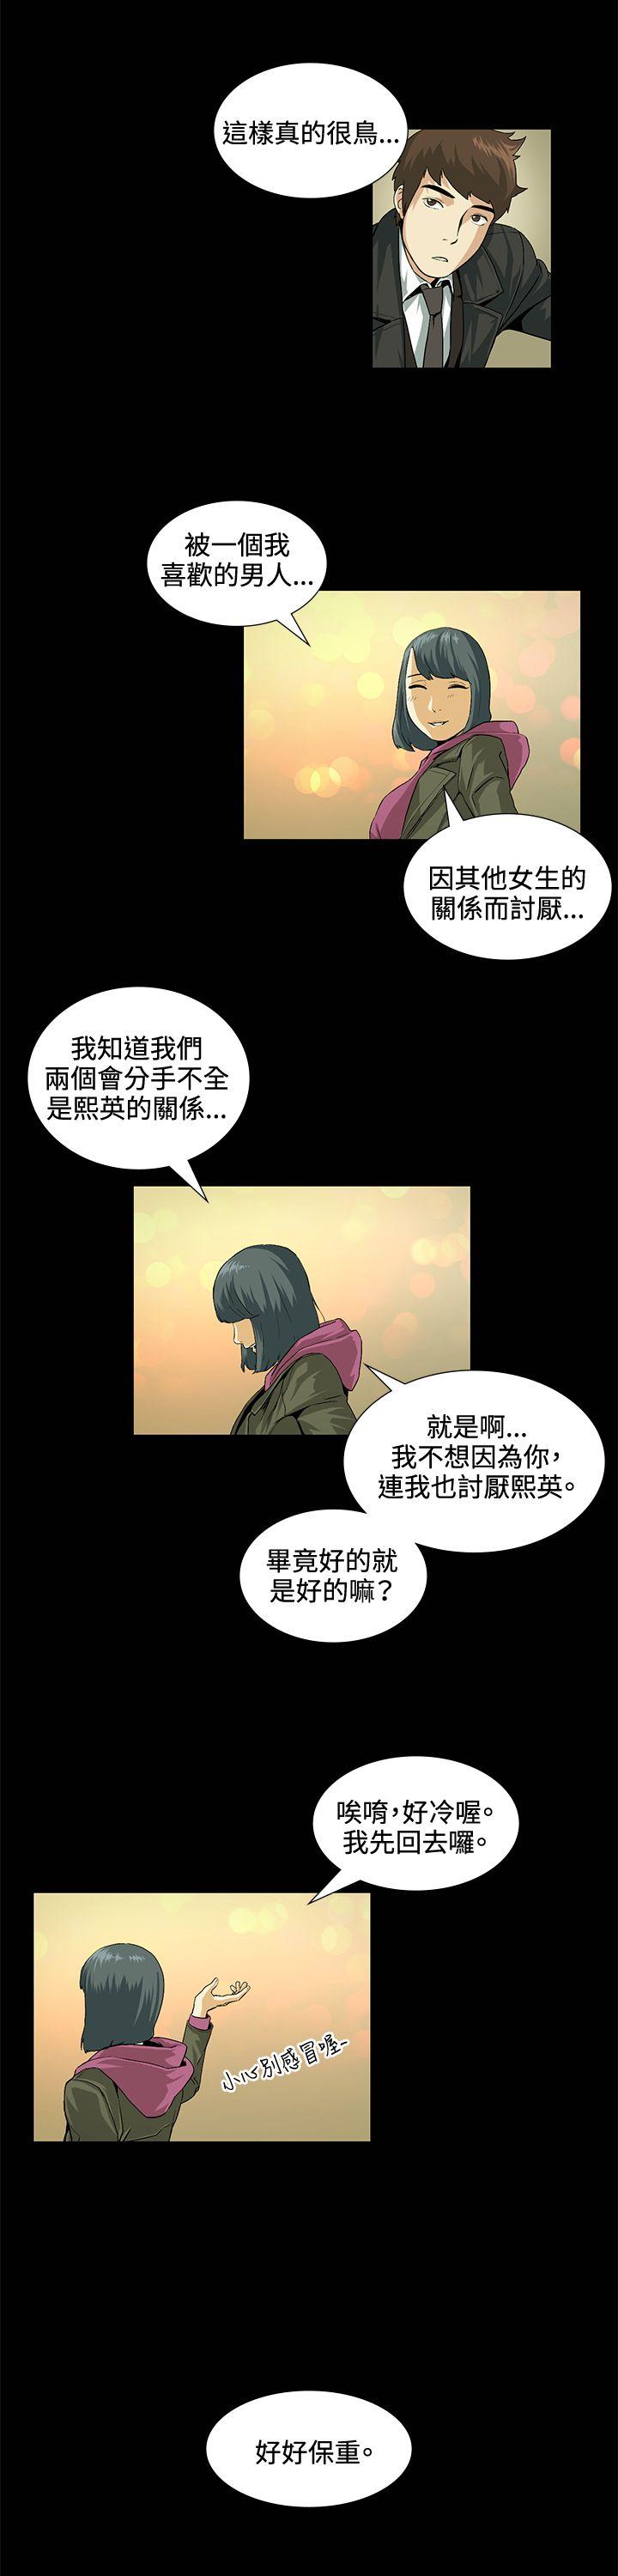 這樣真的很鳥…
被一個我
喜歡的男人…
因其他女生的
關係而討厭…
我知道我們
兩個會分手不全
是熙英的關係…
就是啊…
我不想因為你，
連我也討厭熙英。
畢竟好的就
是好的嘛？
唉唷，好冷喔。
我先回去囉。
小心別感冒喔~
好好保重。